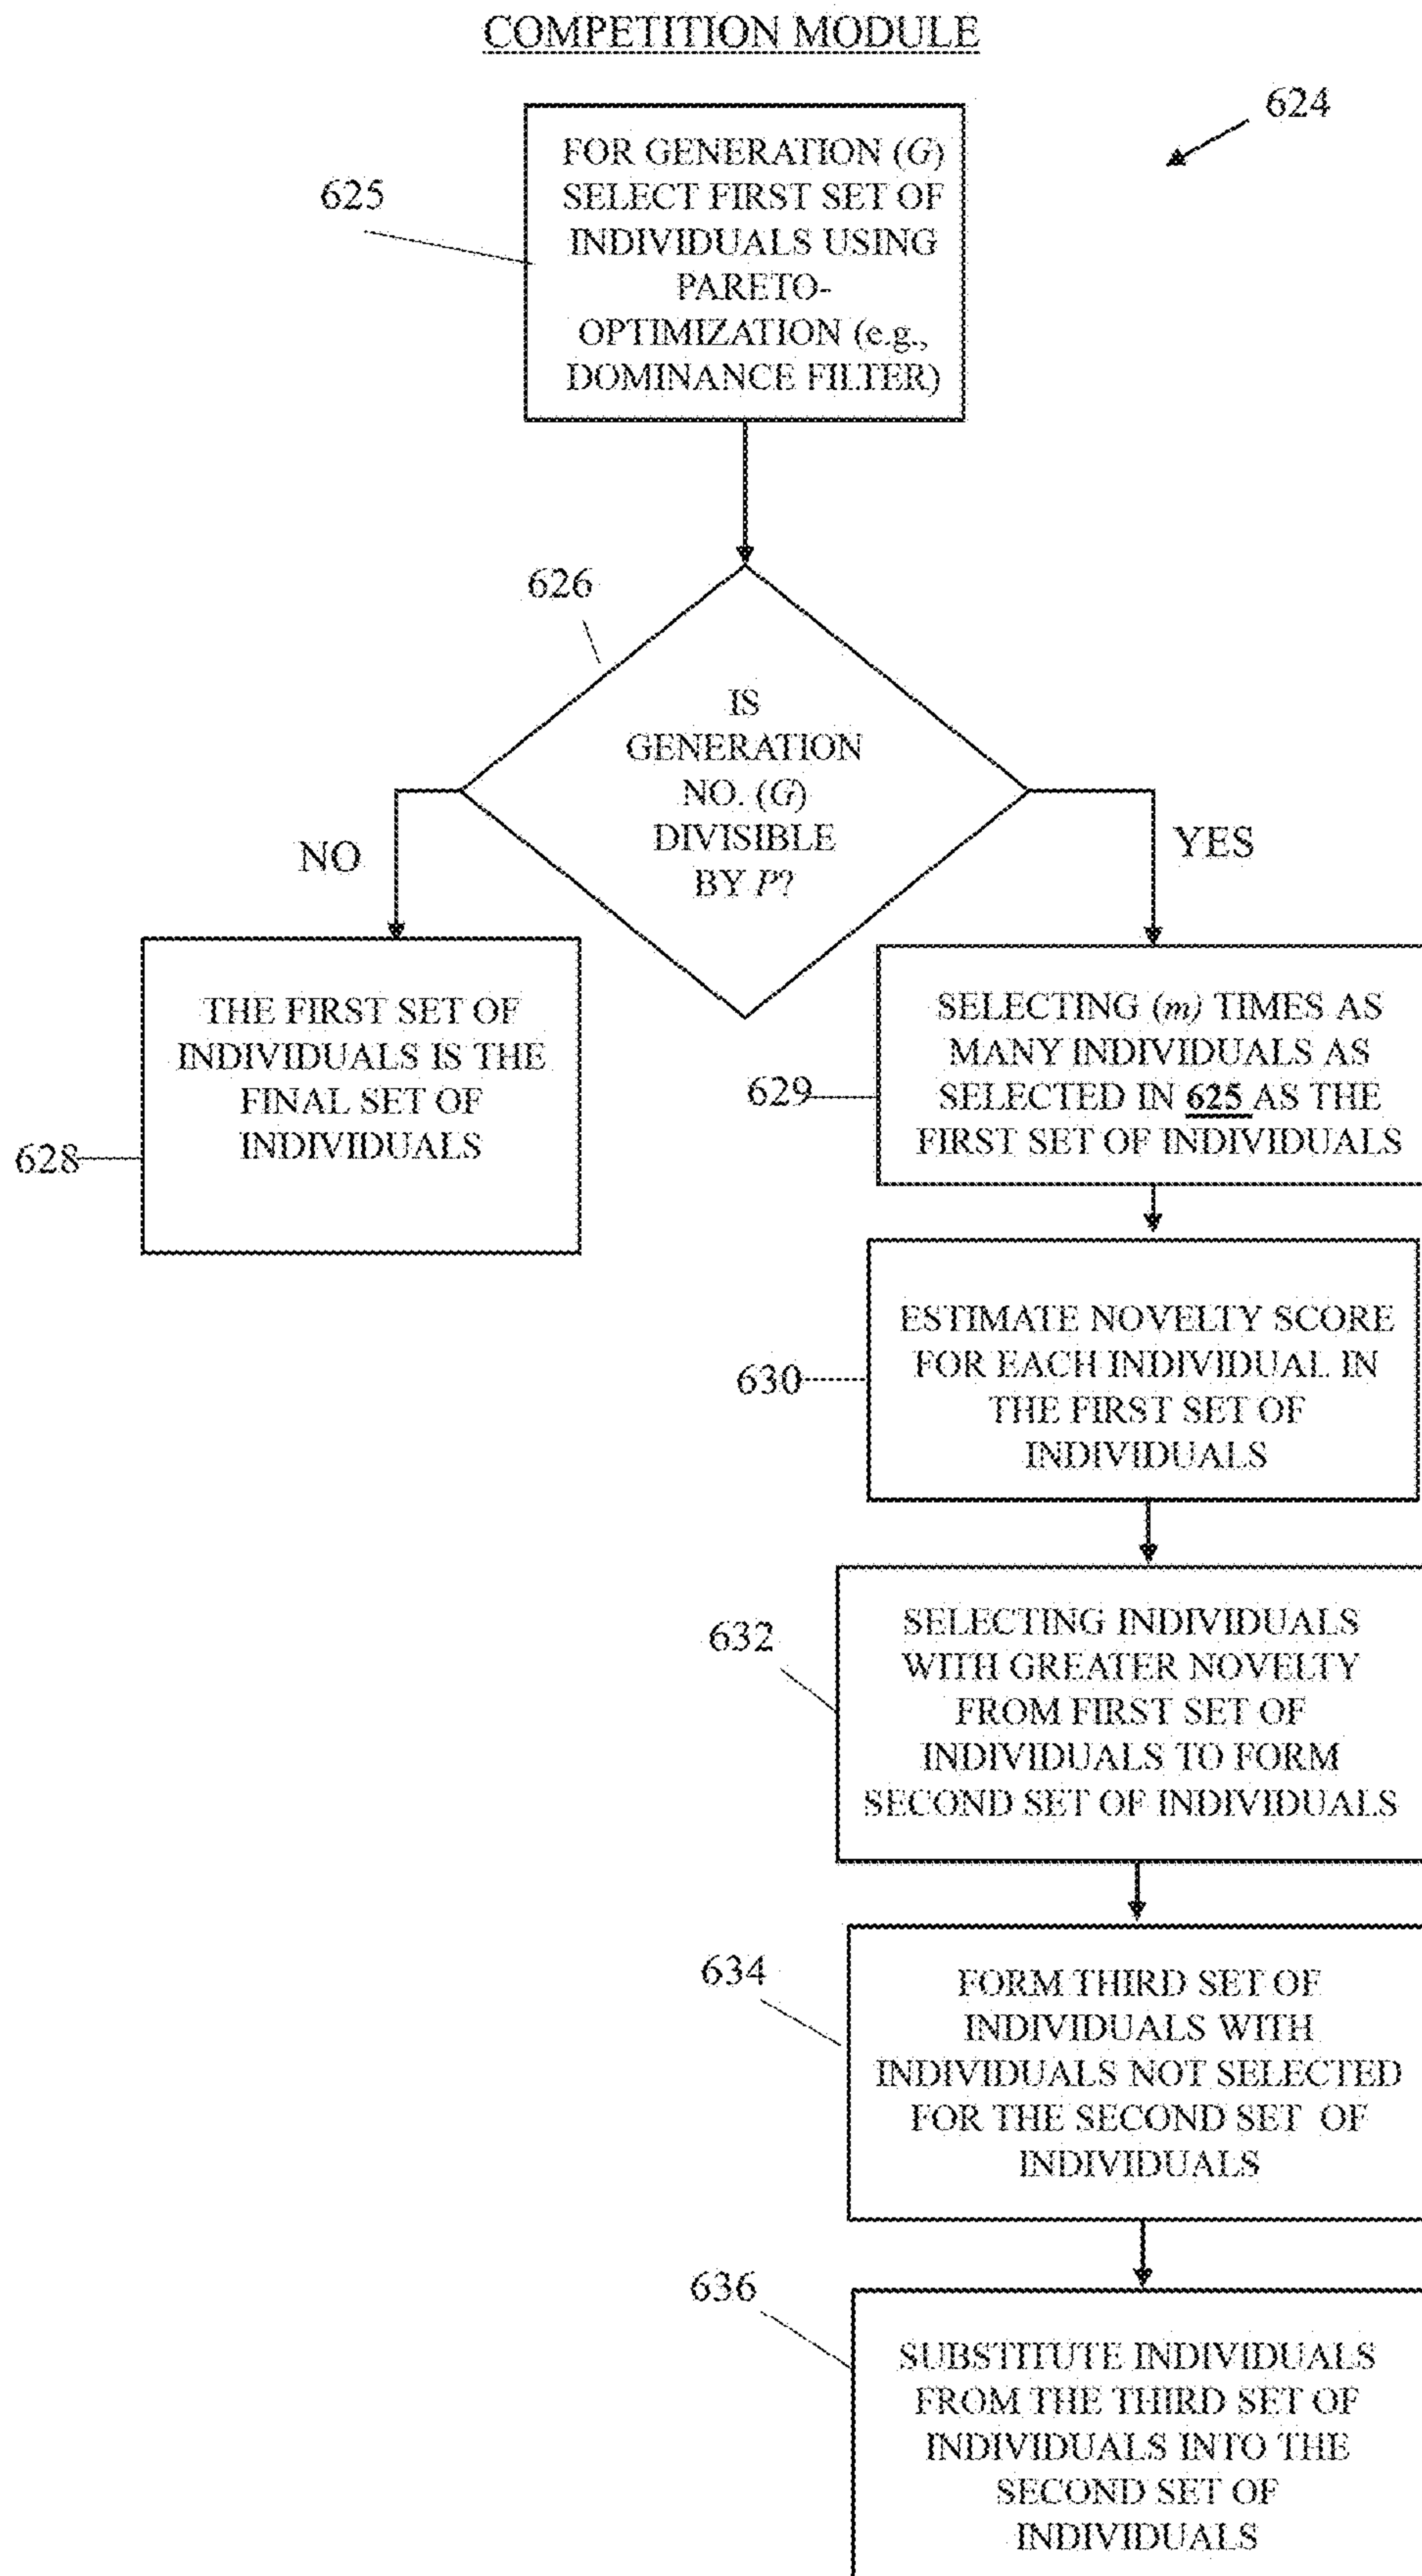 COMPETITION MODULE
624
625
FOR GENERATION (G)
SELECT FIRST SET OF
INDIVIDUALS USING
PARETO-
OPTIMIZATION (e.g.,
DOMINANCE FILTER)
626
IS
GENERATION
NO. (G)
DIVISIBLE
BY P?
NO
YES
THE FIRST SET OF
INDIVIDUALS IS THE
FINAL SET OF
INDIVIDUALS
628
SELECTING (m) TIMES AS
MANY INDIVIDUALS AS
SELECTED IN 625 AS THE
FIRST SET OF INDIVIDUALS
629
ESTIMATE NOVELTY SCORE
FOR EACH INDIVIDUAL IN
THE FIRST SET OF
INDIVIDUALS
630
SELECTING INDIVIDUALS
WITH GREATER NOVELTY
FROM FIRST SET OF
INDIVIDUALS TO FORM
SECOND SET OF INDIVIDUALS
632
FORM THIRD SET OF
INDIVIDUALS WITH
INDIVIDUALS NOT SELECTED
FOR THE SECOND SET OF
INDIVIDUALS
634
SUBSTITUTE INDIVIDUALS
FROM THE THIRD SET OF
INDIVIDUALS INTO THE
SECOND SET OF
INDIVIDUALS
636